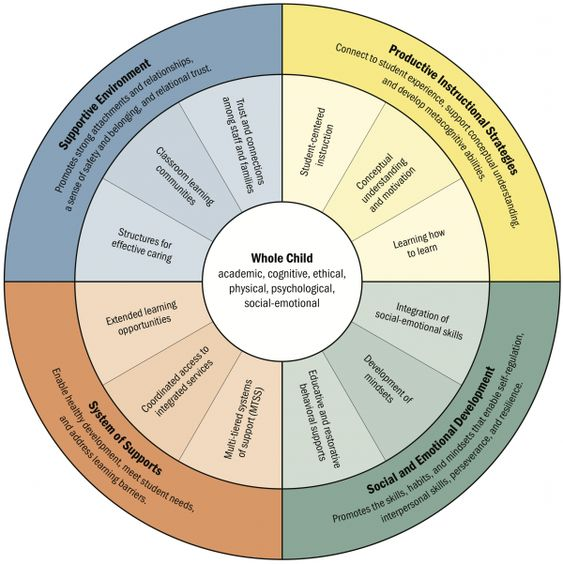 Supportive Environment
Promotes strong attachments and relationships,
a sense of safety and belonging, and relational trust.
Structures for
effective caring
Classroom learning
communities
Trust and connections
among staff and families
Productive Instructional Strategies
Connect to student experience, support conceptual understanding,
and develop metacognitive abilities.
Student-centered
instruction
Conceptual
understanding
and motivation
Learning how
to learn
Whole Child
academic, cognitive, ethical,
physical, psychological,
social-emotional
Integration of
social-emotional skills
Development of
mindsets
Educative and restorative
behavioral supports
Social and Emotional Development
Promotes the skills, habits, and mindsets that enable self-regulation,
interpersonal skills, perseverance, and resilience.
Extended learning
opportunities
Coordinated access to
integrated services
Multi-tiered systems
of support (MTSS)
System of Supports
Enable healthy development, meet student needs,
and address learning barriers.